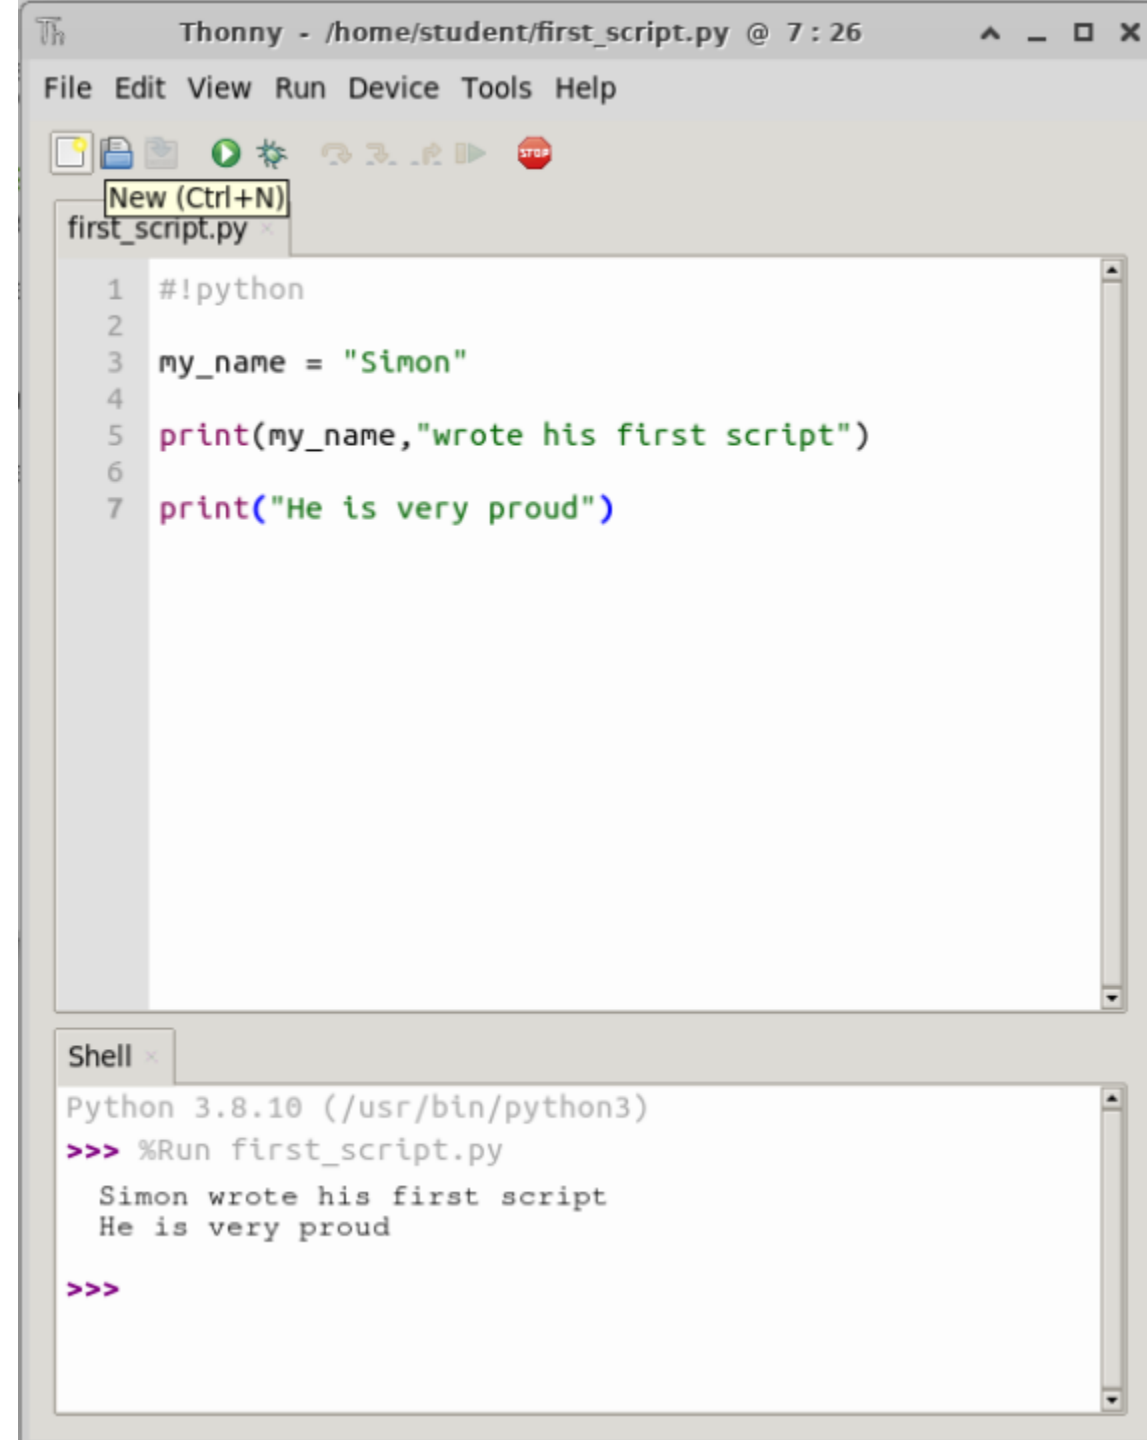 Th Thonny - /home/student/first_script.py @ 7 : 26
File Edit View Run Device Tools Help
STOP
New (Ctrl+N)
first_script.py
1 #!python
2
3 my_name = "Simon"
4
5 print(my_name,"wrote his first script")
6
7 print("He is very proud")
Shell
Python 3.8.10 (/usr/bin/python3)
>>> %Run first_script.py
Simon wrote his first script
He is very proud
>>>